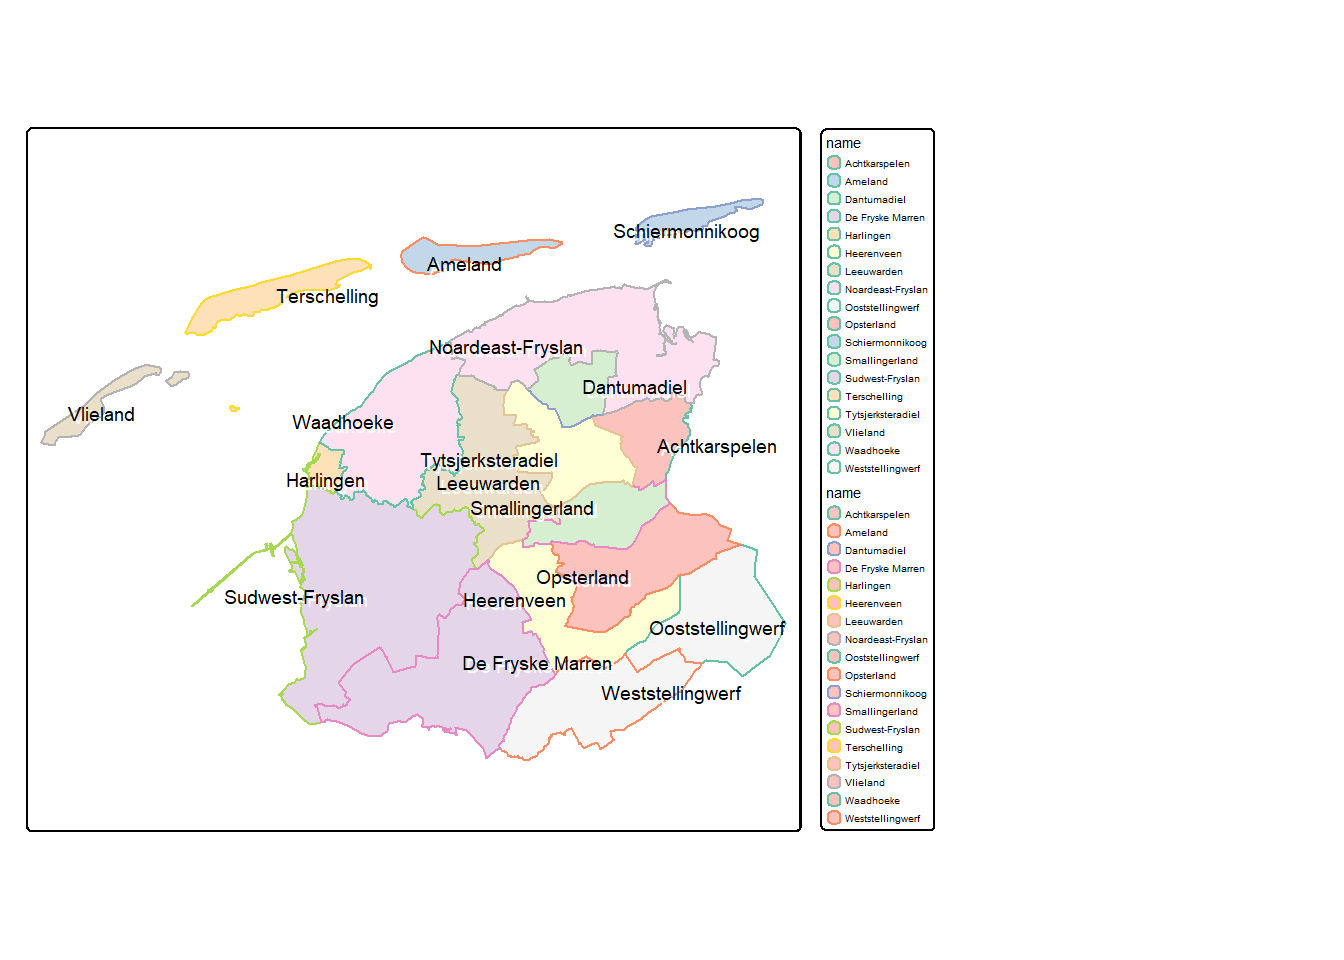 Schiermonnikoog
Ameland
Terschelling
Noardeast-Fryslan
Dantumadiel
Vlieland
Waadhoeke
Achtkarspelen
Tytsjerksteradiel
Harlingen
Leeuwarden
Smallingerland
Opsterland
Sudwest-Fryslan
Heerenveen
Ooststellingwerf
De Fryske Marren
Weststellingwerf
name
Achtkarspelen
Ameland
Dantumadiel
De Fryske Marren
Harlingen
Heerenveen
Leeuwarden
Noardeast-Fryslan
Ooststellingwerf
Opsterland
Schiermonnikoog
Smallingerland
Sudwest-Fryslan
Terschelling
Tytsjerksteradiel
Vlieland
Waadhoeke
Weststellingwerf
name
Achtkarspelen
Ameland
Dantumadiel
De Fryske Marren
Harlingen
Heerenveen
Leeuwarden
Noardeast-Fryslan
Ooststellingwerf
Opsterland
Schiermonnikoog
Smallingerland
Sudwest-Fryslan
Terschelling
Tytsjerksteradiel
Vlieland
Waadhoeke
Weststellingwerf